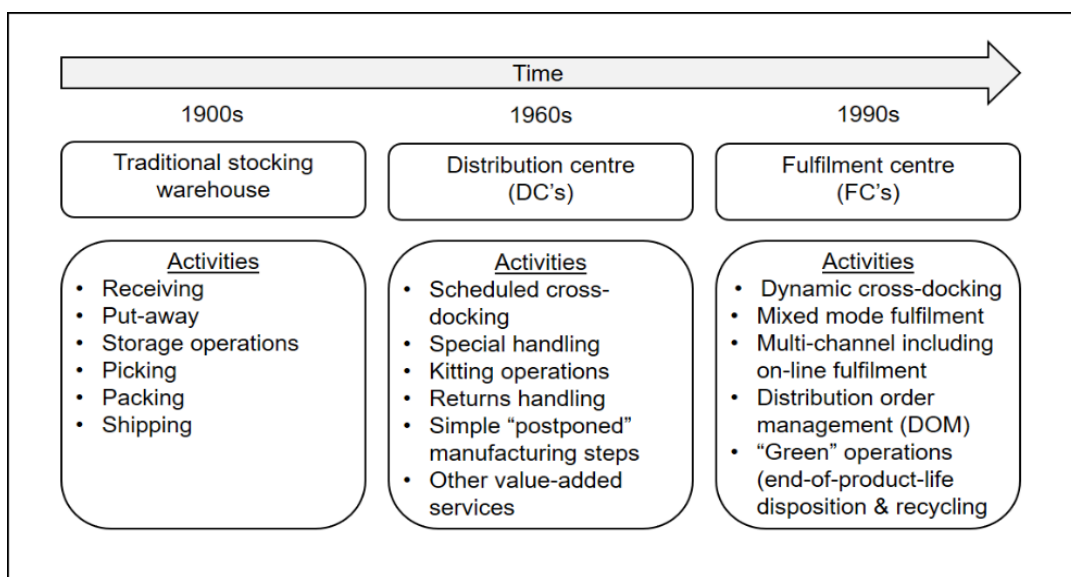 Time
1900s
1960s
1990s
Traditional stocking
warehouse
Distribution centre
(DC's)
Fulfilment centre
(FC's)
Activities
• Receiving
• Put-away
• Storage operations
• Picking
• Packing
• Shipping
Activities
• Scheduled cross-
docking
• Special handling
• Kitting operations
• Returns handling
• Simple “postponed”
manufacturing steps
• Other value-added
services
Activities
• Dynamic cross-docking
• Mixed mode fulfilment
• Multi-channel including
on-line fulfilment
• Distribution order
management (DOM)
• “Green” operations
(end-of-product-life
disposition & recycling